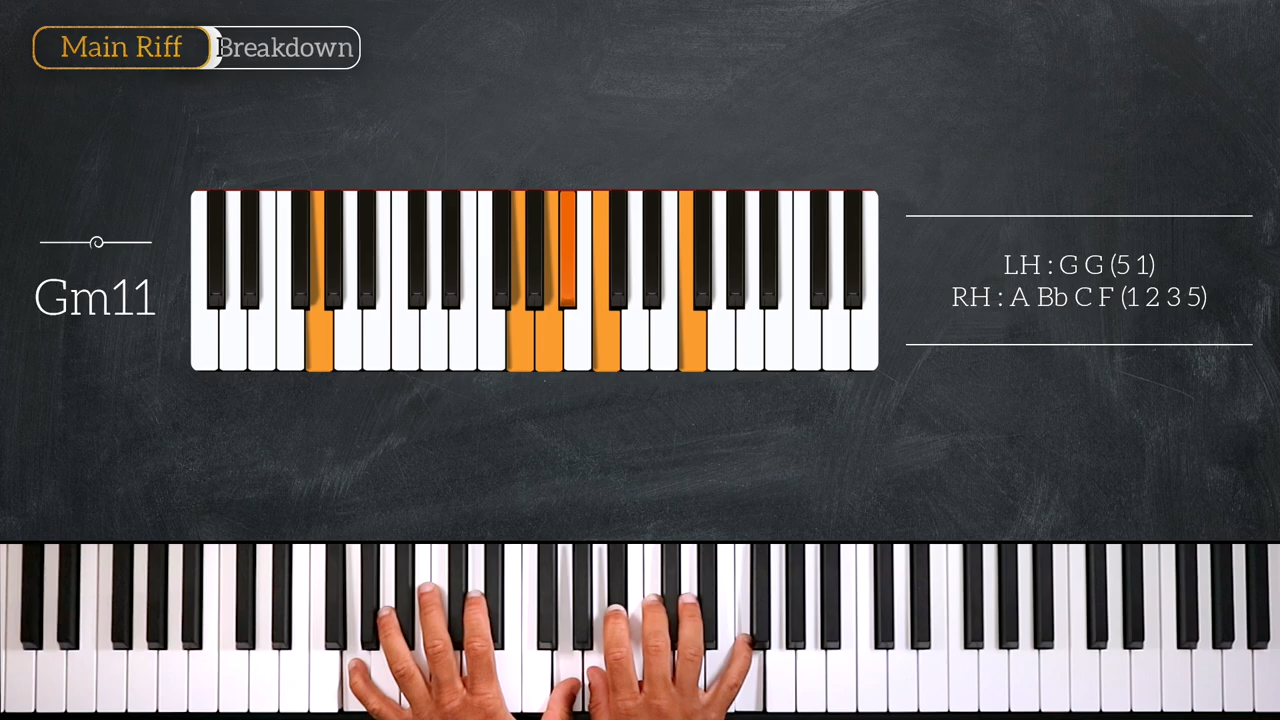 Main Riff Breakdown
Gm11
LH : G G (5 1)
RH : A Bb C F (1 2 3 5)